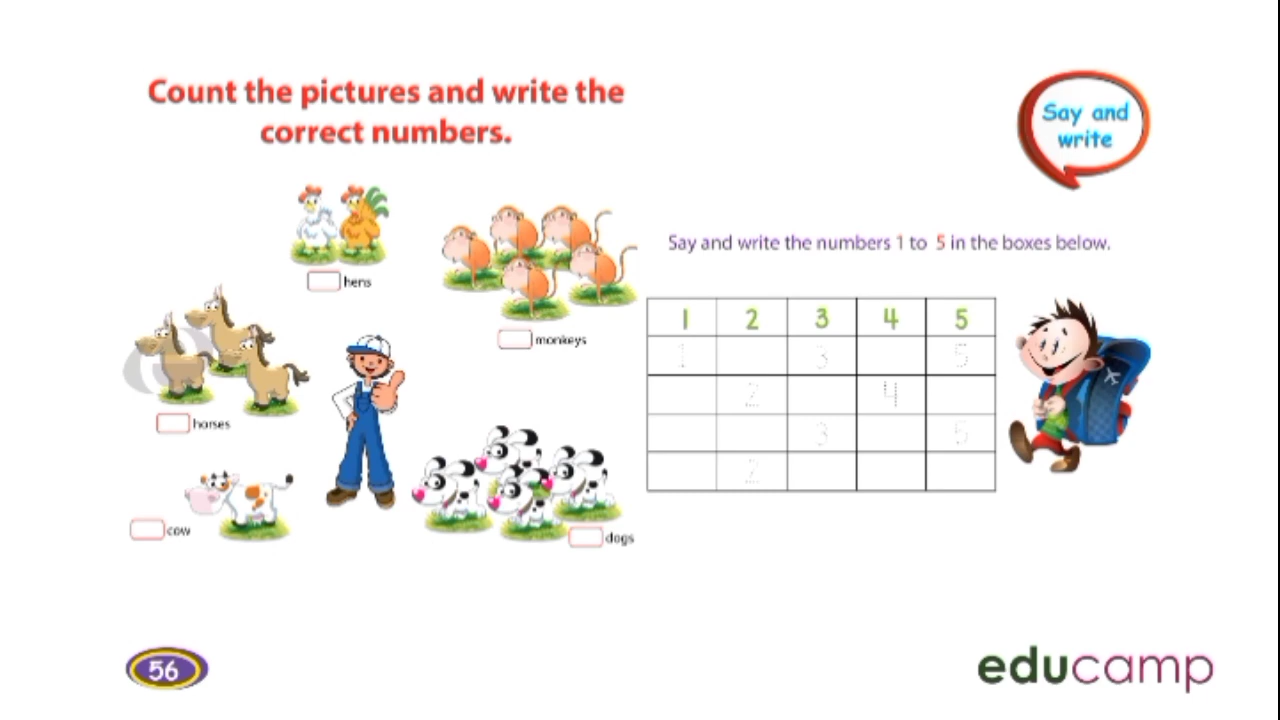 Count the pictures and write the
correct numbers.
hens
monkeys
horses
cow
dogs
Say and
write
Say and write the numbers 1 to 5 in the boxes below.
1 2 3 4 5
1 3 5
2 4
3 5
2
56
educamp